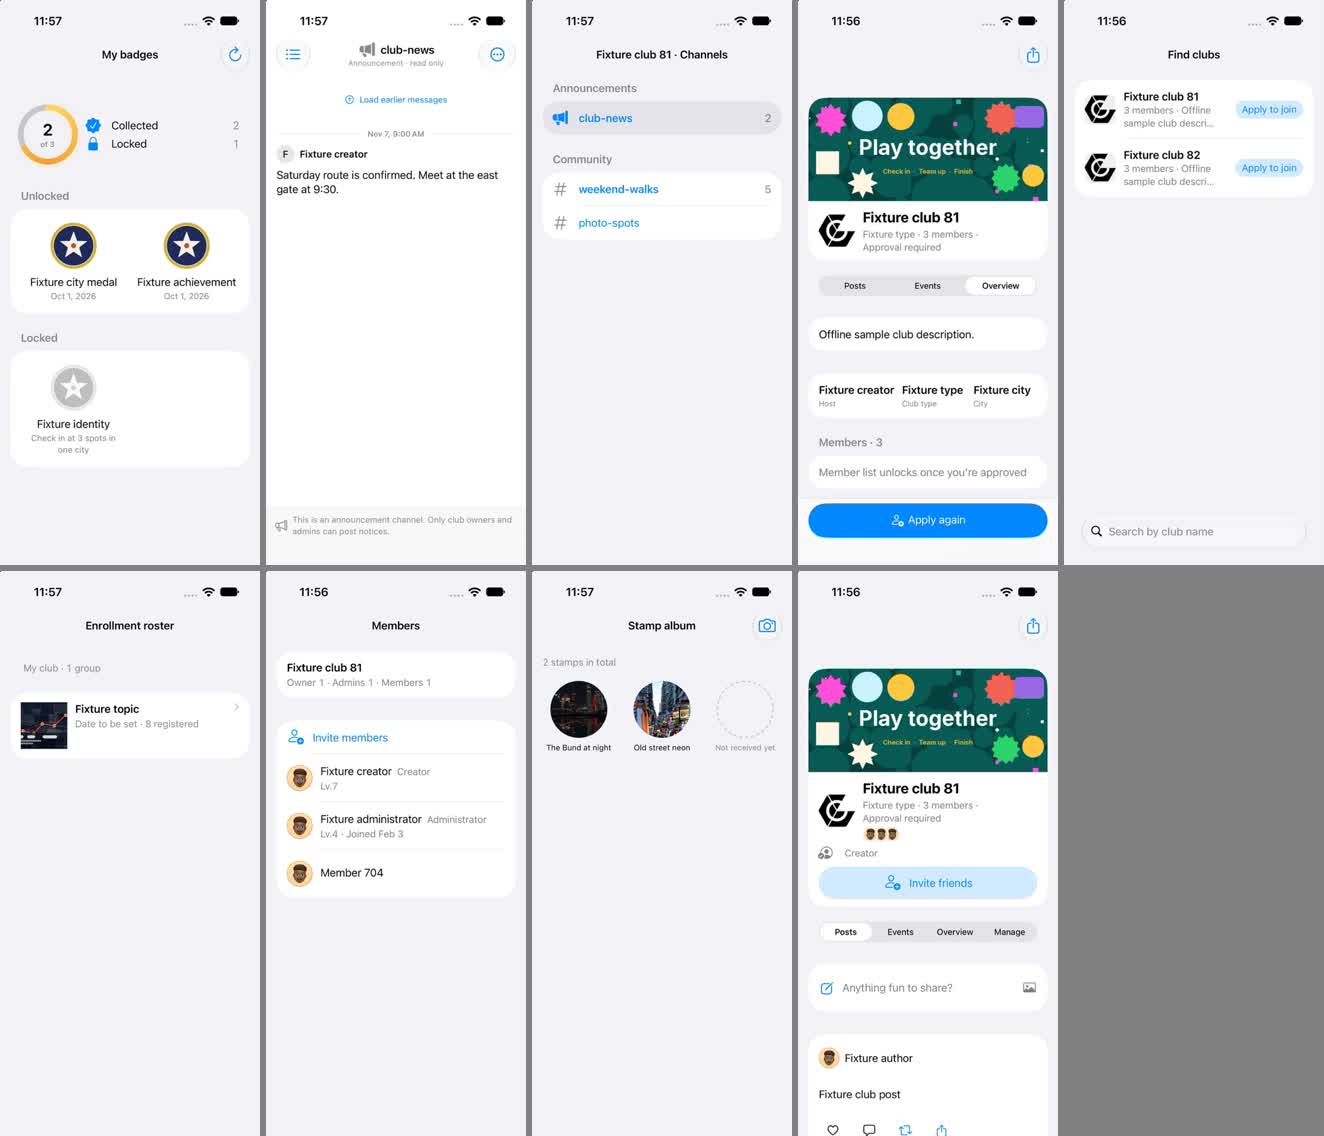 11:57
My badges
2
of 3
Collected 2
Locked 1
Unlocked
Fixture city medal
Oct 1, 2026
Fixture achievement
Oct 1, 2026
Locked
Fixture identity
Check in at 3 spots in
one city
11:57
club-news
Announcement · read only
Load earlier messages
Nov 7, 9:00 AM
F Fixture creator
Saturday route is confirmed. Meet at the east
gate at 9:30.
This is an announcement channel. Only club owners and
admins can post notices.
11:57
Fixture club 81 · Channels
Announcements
club-news 2
Community
# weekend-walks 5
# photo-spots
11:56
Play together
Check in · Team up · Finish
Fixture club 81
Fixture type · 3 members ·
Approval required
Posts Events Overview
Offline sample club description.
Fixture creator Fixture type Fixture city
Host Club type City
Members · 3
Member list unlocks once you're approved
Apply again
11:56
Find clubs
Fixture club 81
3 members · Offline
sample club descri...
Apply to join
Fixture club 82
3 members · Offline
sample club descri...
Apply to join
Search by club name
11:57
Enrollment roster
My club · 1 group
Fixture topic
Date to be set · 8 registered
11:56
Members
Fixture club 81
Owner 1 · Admins 1 · Members 1
Invite members
Fixture creator Creator
Lv.7
Fixture administrator Administrator
Lv.4 · Joined Feb 3
Member 704
11:57
Stamp album
2 stamps in total
The Bund at night
Old street neon
Not received yet
11:56
Play together
Check in · Team up · Finish
Fixture club 81
Fixture type · 3 members ·
Approval required
Creator
Invite friends
Posts Events Overview Manage
Anything fun to share?
Fixture author
Fixture club post